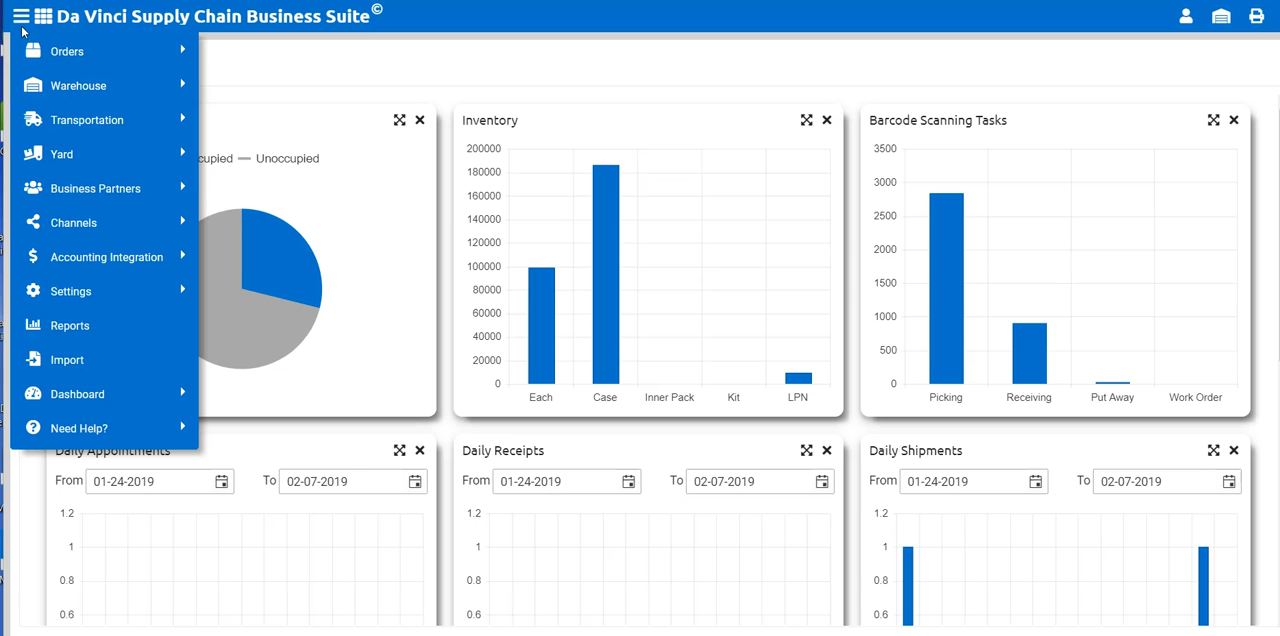 Da Vinci Supply Chain Business Suite©
Orders
Warehouse
Transportation
Yard
Business Partners
Channels
Accounting Integration
Settings
Reports
Import
Dashboard
Need Help?
Unoccupied
Inventory
200000
180000
160000
140000
120000
100000
80000
60000
40000
20000
0
Each Case Inner Pack Kit LPN
Barcode Scanning Tasks
3500
3000
2500
2000
1500
1000
500
0
Picking Receiving Put Away Work Order
Daily Appointments
From 01-24-2019 To 02-07-2019
1.2
1
0.8
0.6
Daily Receipts
From 01-24-2019 To 02-07-2019
1.2
1
0.8
0.6
Daily Shipments
From 01-24-2019 To 02-07-2019
1.2
1
0.8
0.6